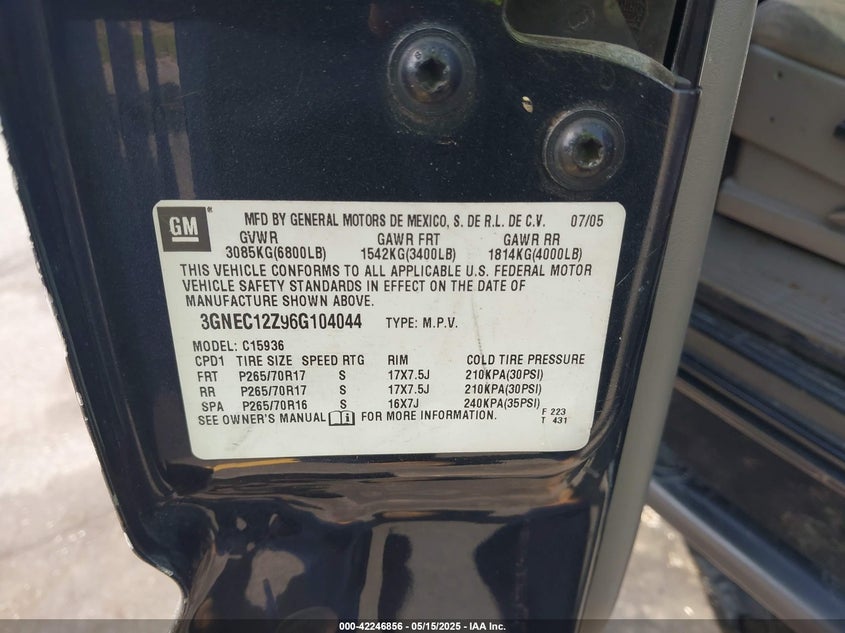 GM ® MFD BY GENERAL MOTORS DE MEXICO, S. DE R.L. DE C.V. 07/05
GVWR GAWR FRT GAWR RR
3085KG(6800LB) 1542KG(3400LB) 1814KG(4000LB)
THIS VEHICLE CONFORMS TO ALL APPLICABLE U.S. FEDERAL MOTOR
VEHICLE SAFETY STANDARDS IN EFFECT ON THE DATE OF
MANUFACTURE SHOWN ABOVE.
3GNEC12Z96G104044 TYPE: M.P.V.
MODEL: C15936
CPD1 TIRE SIZE SPEED RTG RIM COLD TIRE PRESSURE
FRT P265/70R17 S 17X7.5J 210KPA(30PSI)
RR P265/70R17 S 17X7.5J 210KPA(30PSI)
SPA P265/70R16 S 16X7J 240KPA(35PSI)
SEE OWNER'S MANUAL FOR MORE INFORMATION. F 223
T 431
000-42246856 - 05/15/2025 - IAA Inc.